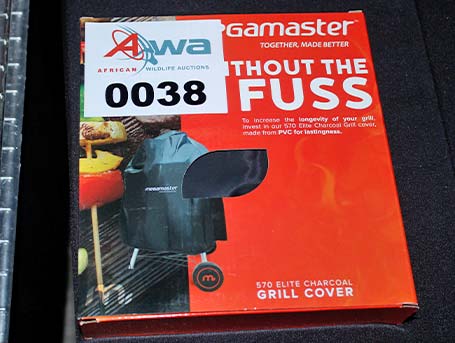 AWA
AFRICAN WILDLIFE AUCTIONS
0038
megamaster
TOGETHER, MADE BETTER
ITHOUT THE
FUSS
To increase the longevity of your grill,
invest in our 570 Elite Charcoal Grill cover,
made from PVC for lastingness.
megamaster
m
570 ELITE CHARCOAL
GRILL COVER